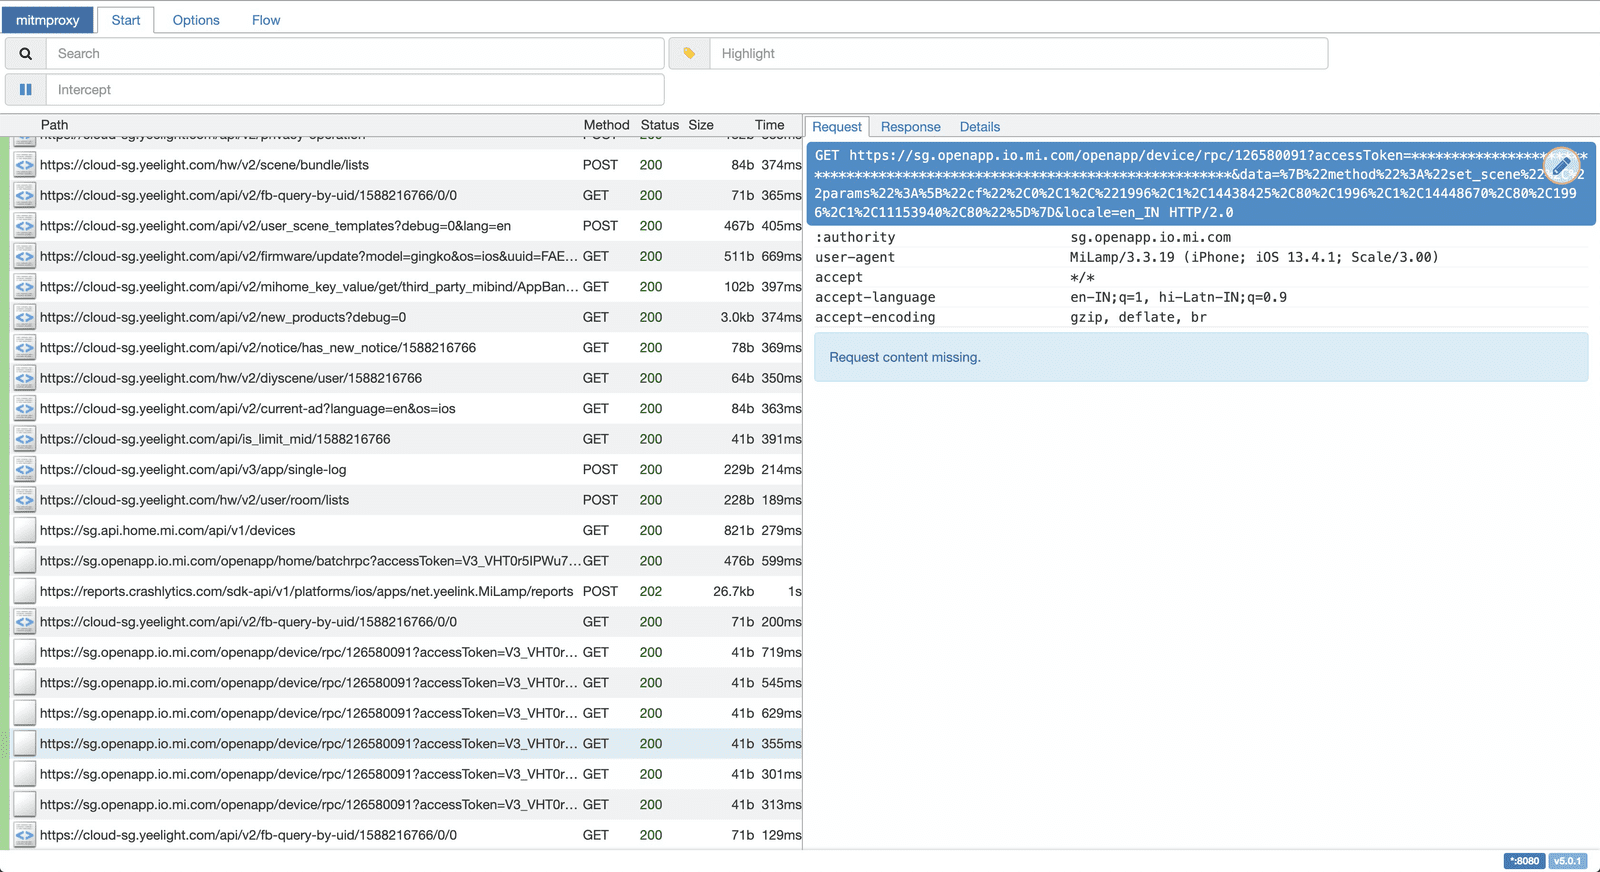 mitmproxy Start Options Flow
Search Highlight
Intercept
Path Method Status Size Time
https://cloud-sg.yeelight.com/api/v2/privacy-operation POST 200
https://cloud-sg.yeelight.com/hw/v2/scene/bundle/lists POST 200 84b 374ms
https://cloud-sg.yeelight.com/api/v2/fb-query-by-uid/1588216766/0/0 GET 200 71b 365ms
https://cloud-sg.yeelight.com/api/v2/user_scene_templates?debug=0&lang=en POST 200 467b 405ms
https://cloud-sg.yeelight.com/api/v2/firmware/update?model=gingko&os=ios&uuid=FAE... GET 200 511b 669ms
https://cloud-sg.yeelight.com/api/v2/mihome_key_value/get/third_party_mibind/AppBan... GET 200 102b 397ms
https://cloud-sg.yeelight.com/api/v2/new_products?debug=0 GET 200 3.0kb 374ms
https://cloud-sg.yeelight.com/api/v2/notice/has_new_notice/1588216766 GET 200 78b 369ms
https://cloud-sg.yeelight.com/hw/v2/diyscene/user/1588216766 GET 200 64b 350ms
https://cloud-sg.yeelight.com/api/v2/current-ad?language=en&os=ios GET 200 84b 363ms
https://cloud-sg.yeelight.com/api/is_limit_mid/1588216766 GET 200 41b 391ms
https://cloud-sg.yeelight.com/api/v3/app/single-log POST 200 229b 214ms
https://cloud-sg.yeelight.com/hw/v2/user/room/lists POST 200 228b 189ms
https://sg.api.home.mi.com/api/v1/devices GET 200 821b 279ms
https://sg.openapp.io.mi.com/openapp/home/batchrpc?accessToken=V3_VHT0r5IPWu7... GET 200 476b 599ms
https://reports.crashlytics.com/sdk-api/v1/platforms/ios/apps/net.yeelink.MiLamp/reports POST 202 26.7kb 1s
https://cloud-sg.yeelight.com/api/v2/fb-query-by-uid/1588216766/0/0 GET 200 71b 200ms
https://sg.openapp.io.mi.com/openapp/device/rpc/126580091?accessToken=V3_VHT0r... GET 200 41b 719ms
https://sg.openapp.io.mi.com/openapp/device/rpc/126580091?accessToken=V3_VHT0r... GET 200 41b 545ms
https://sg.openapp.io.mi.com/openapp/device/rpc/126580091?accessToken=V3_VHT0r... GET 200 41b 629ms
https://sg.openapp.io.mi.com/openapp/device/rpc/126580091?accessToken=V3_VHT0r... GET 200 41b 355ms
https://sg.openapp.io.mi.com/openapp/device/rpc/126580091?accessToken=V3_VHT0r... GET 200 41b 301ms
https://sg.openapp.io.mi.com/openapp/device/rpc/126580091?accessToken=V3_VHT0r... GET 200 41b 313ms
https://cloud-sg.yeelight.com/api/v2/fb-query-by-uid/1588216766/0/0 GET 200 71b 129ms
Request Response Details
GET https://sg.openapp.io.mi.com/openapp/device/rpc/126580091?accessToken=**********************
****************************************************&data=%7B%22method%22%3A%22set_scene%22%2C%2
2params%22%3A%5B%22cf%22%2C0%2C1%2C%221996%2C1%2C14438425%2C80%2C1996%2C1%2C14448670%2C80%2C199
6%2C1%2C11153940%2C80%22%5D%7D&locale=en_IN HTTP/2.0
:authority sg.openapp.io.mi.com
user-agent MiLamp/3.3.19 (iPhone; iOS 13.4.1; Scale/3.00)
accept */*
accept-language en-IN;q=1, hi-Latn-IN;q=0.9
accept-encoding gzip, deflate, br
Request content missing.
*:8080 v5.0.1